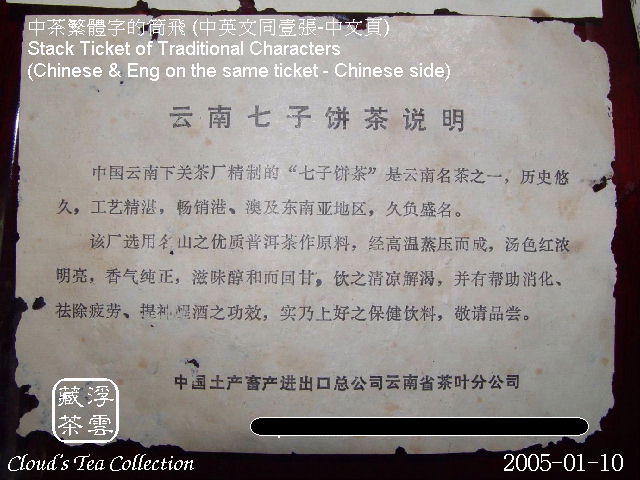 中茶繁體字的筒飛 (中英文同壹張-中文頁)
Stack Ticket of Traditional Characters
(Chinese & Eng on the same ticket - Chinese side)
云南七子饼茶说明
中国云南下关茶厂精制的“七子饼茶”是云南名茶之一，历史悠
久，工艺精湛，畅销港、澳及东南亚地区，久负盛名。
该厂选用名山之优质普洱茶作原料，经高温蒸压而成，汤色红浓
明亮，香气纯正，滋味醇和而回甘，饮之清凉解渴，并有帮助消化、
祛除疲劳、提神醒酒之功效，实乃上好之保健饮料，敬请品尝。
中国土产畜产进出口总公司云南省茶叶分公司
浮雲藏茶
Cloud's Tea Collection
2005-01-10